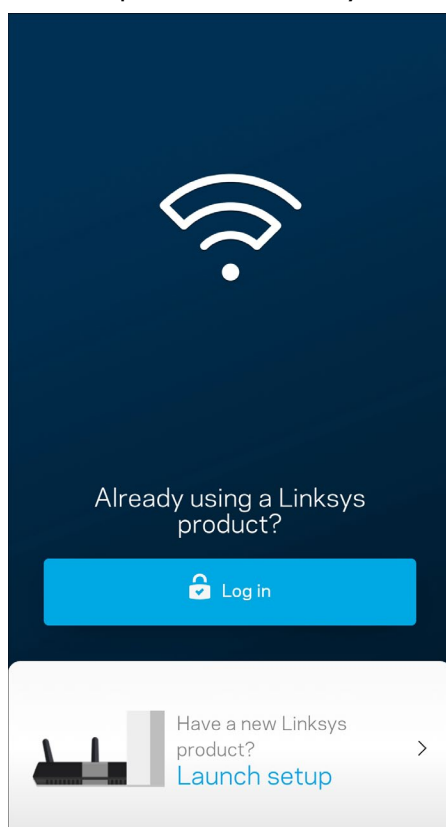 Already using a Linksys
product?
Log in
Have a new Linksys
product?
Launch setup